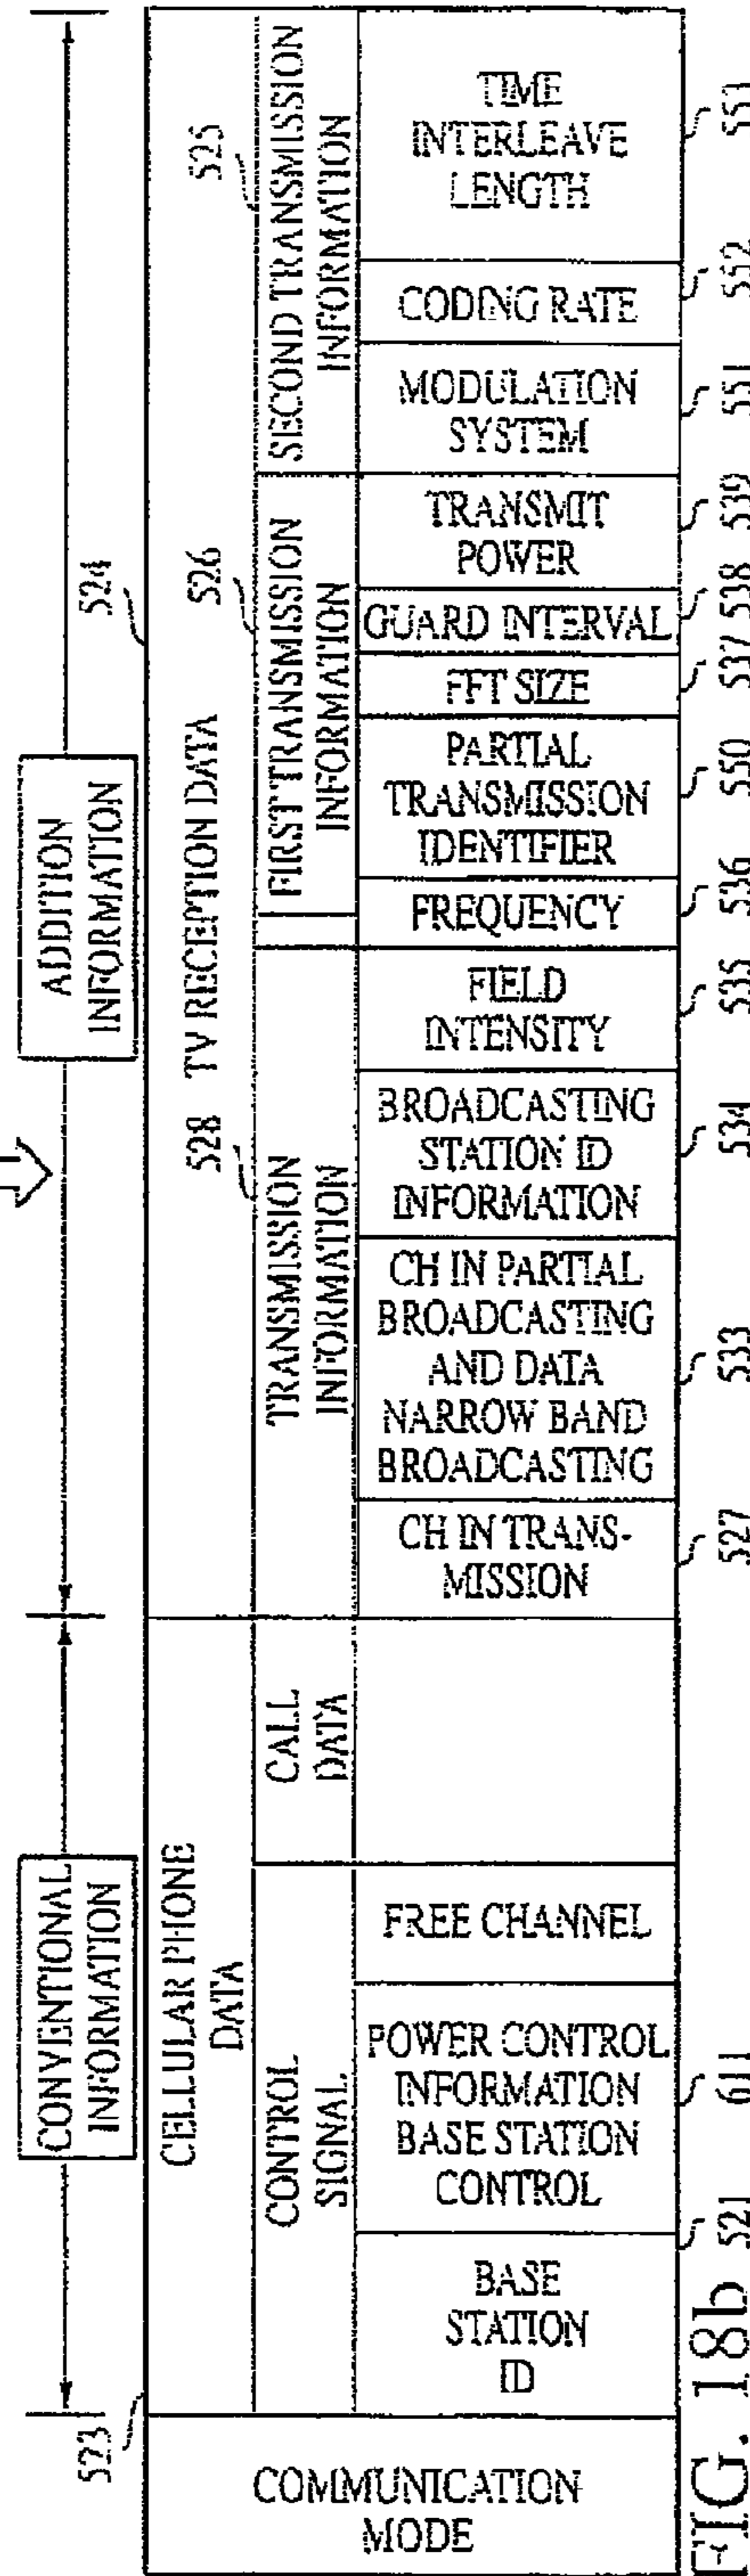 CONVENTIONAL
INFORMATION
ADDITION
INFORMATION
523
524
COMMUNICATION
MODE
CELLULAR PHONE
DATA
TV RECEPTION DATA
CONTROL
SIGNAL
CALL
DATA
528
TRANSMISSION
INFORMATION
526
FIRST TRANSMISSION
INFORMATION
525
SECOND TRANSMISSION
INFORMATION
BASE
STATION
ID
POWER CONTROL
INFORMATION
BASE STATION
CONTROL
FREE CHANNEL
CH IN TRANS-
MISSION
CH IN PARTIAL
BROADCASTING
AND DATA
NARROW BAND
BROADCASTING
BROADCASTING
STATION ID
INFORMATION
FIELD
INTENSITY
FREQUENCY
PARTIAL
TRANSMISSION
IDENTIFIER
FFT SIZE
GUARD INTERVAL
TRANSMIT
POWER
MODULATION
SYSTEM
CODING RATE
TIME
INTERLEAVE
LENGTH
521
611
527
533
534
535
536
550
537
538
539
551
552
553
FIG. 18b